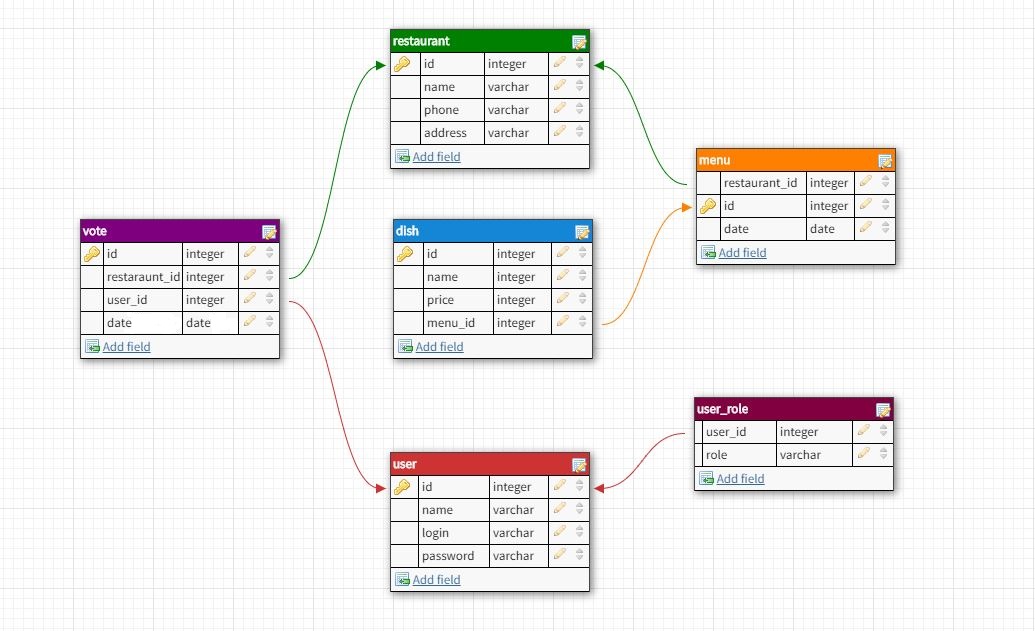 restaurant
id integer
name varchar
phone varchar
address varchar
Add field
menu
restaurant_id integer
id integer
date date
Add field
vote
id integer
restaraunt_id integer
user_id integer
date date
Add field
dish
id integer
name integer
price integer
menu_id integer
Add field
user_role
user_id integer
role varchar
Add field
user
id integer
name varchar
login varchar
password varchar
Add field